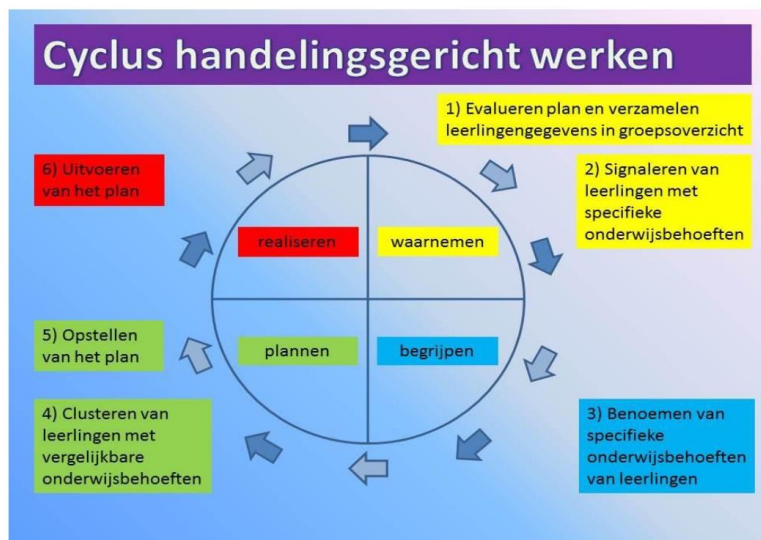 Cyclus handelingsgericht werken
1) Evalueren plan en verzamelen
leerlingengegevens in groepsoverzicht
2) Signaleren van
leerlingen met
specifieke
onderwijsbehoeften
6) Uitvoeren
van het plan
realiseren
waarnemen
plannen
begrijpen
5) Opstellen
van het plan
4) Clusteren van
leerlingen met
vergelijkbare
onderwijsbehoeften
3) Benoemen van
specifieke
onderwijsbehoeften
van leerlingen